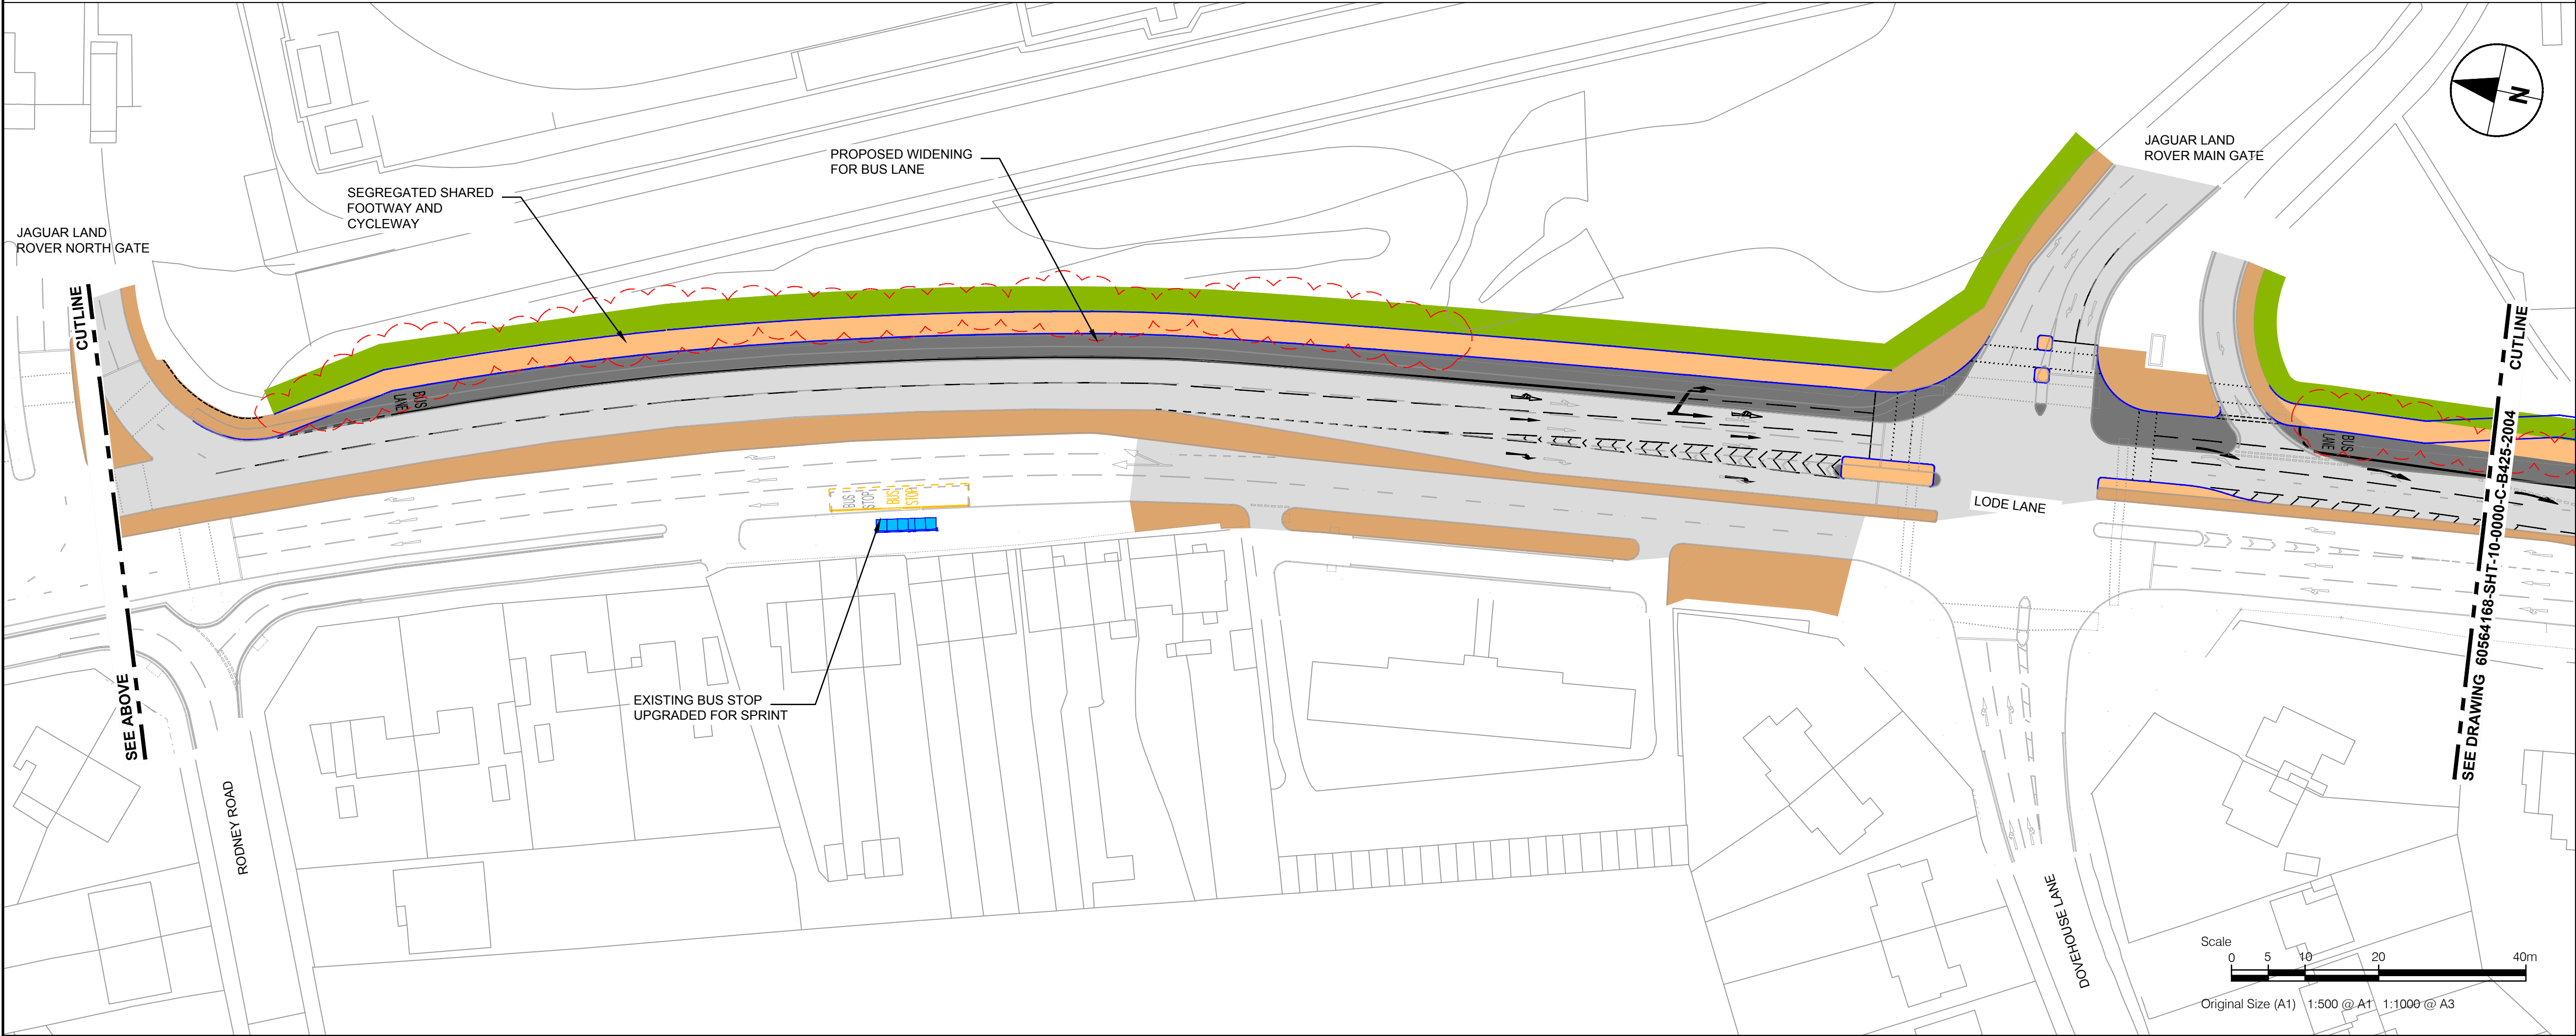 N
JAGUAR LAND
ROVER MAIN GATE
PROPOSED WIDENING
FOR BUS LANE
SEGREGATED SHARED
FOOTWAY AND
CYCLEWAY
JAGUAR LAND
ROVER NORTH GATE
CUTLINE
SEE ABOVE
BUS
LANE
BUS
STOP
BUS
STOP
EXISTING BUS STOP
UPGRADED FOR SPRINT
RODNEY ROAD
LODE LANE
BUS
LANE
DOVEHOUSE LANE
CUTLINE
SEE DRAWING 60564168-SHT-10-0000-C-B425-2004
Scale
0 5 10 20 40m
Original Size (A1) 1:500 @ A1 1:1000 @ A3